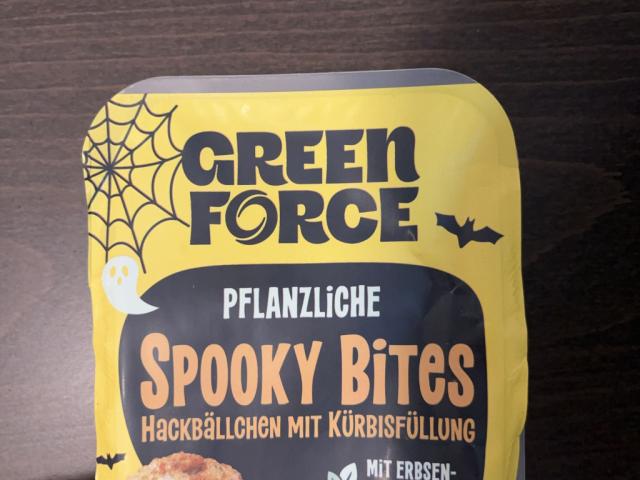 GREEN
FORCE
PFLANZLiCHE
SPOOKY BiTES
HACKBÄLLCHEN MiT KÜRBISFÜLLUNG
MiT ERBSEN-